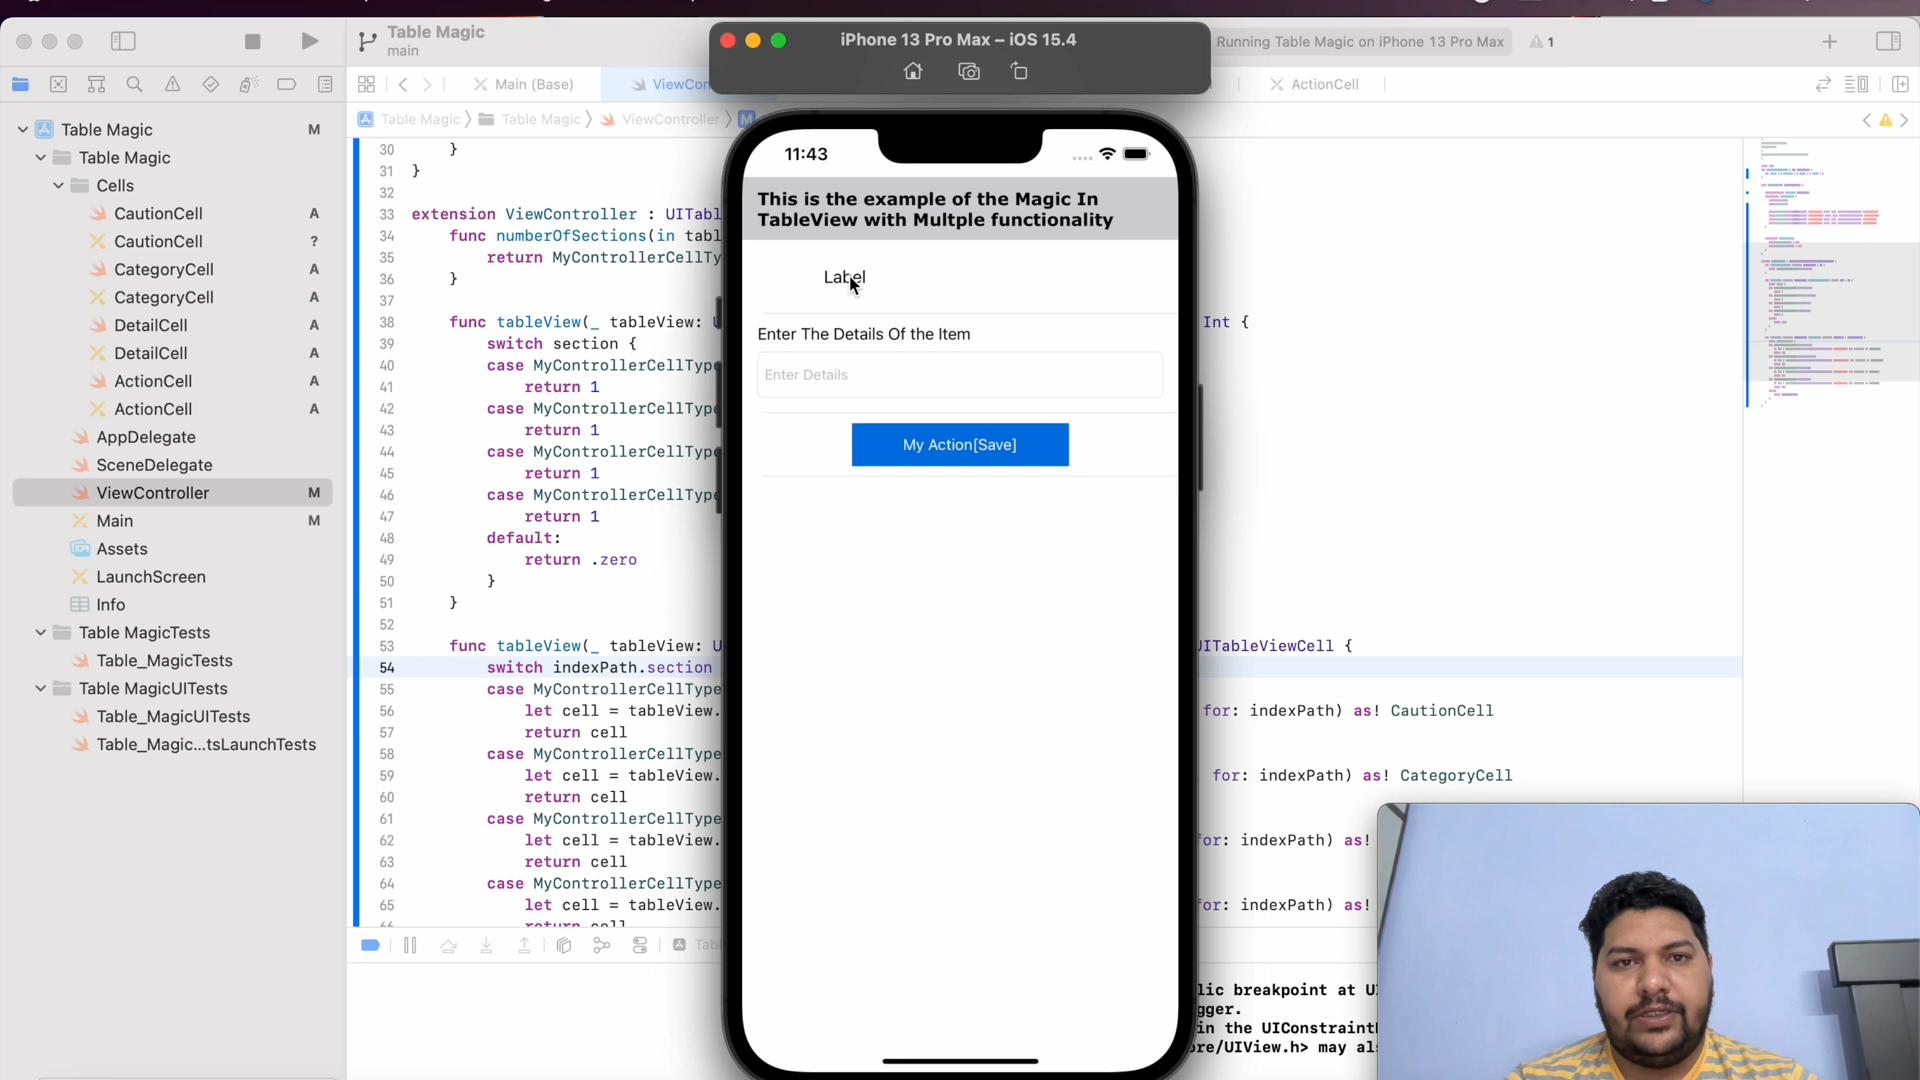 Table Magic
main
iPhone 13 Pro Max – iOS 15.4
Running Table Magic on iPhone 13 Pro Max
1
Main (Base)
ViewCon
ActionCell
Table Magic
Table Magic
ViewController
M
Table Magic M
Table Magic
Cells
CautionCell A
CautionCell ?
CategoryCell A
CategoryCell A
DetailCell A
DetailCell A
ActionCell A
ActionCell A
AppDelegate
SceneDelegate
ViewController M
Main M
Assets
LaunchScreen
Info
Table MagicTests
Table_MagicTests
Table MagicUITests
Table_MagicUITests
Table_Magic...tsLaunchTests
30 }
31 }
32
33 extension ViewController : UITabl
34 func numberOfSections(in tabl
35 return MyControllerCellTy
36 }
37
38 func tableView(_ tableView: U Int {
39 switch section {
40 case MyControllerCellType
41 return 1
42 case MyControllerCellType
43 return 1
44 case MyControllerCellType
45 return 1
46 case MyControllerCellType
47 return 1
48 default:
49 return .zero
50 }
51 }
52
53 func tableView(_ tableView: U UITableViewCell {
54 switch indexPath.section
55 case MyControllerCellType
56 let cell = tableView. for: indexPath) as! CautionCell
57 return cell
58 case MyControllerCellType
59 let cell = tableView. for: indexPath) as! CategoryCell
60 return cell
61 case MyControllerCellType
62 let cell = tableView. for: indexPath) as!
63 return cell
64 case MyControllerCellType
65 let cell = tableView. for: indexPath) as!
66 return cell
11:43
This is the example of the Magic In
TableView with Multple functionality
Label
Enter The Details Of the Item
Enter Details
My Action[Save]
Tabl
lic breakpoint at UI
gger.
in the UIConstraint
re/UIView.h> may als